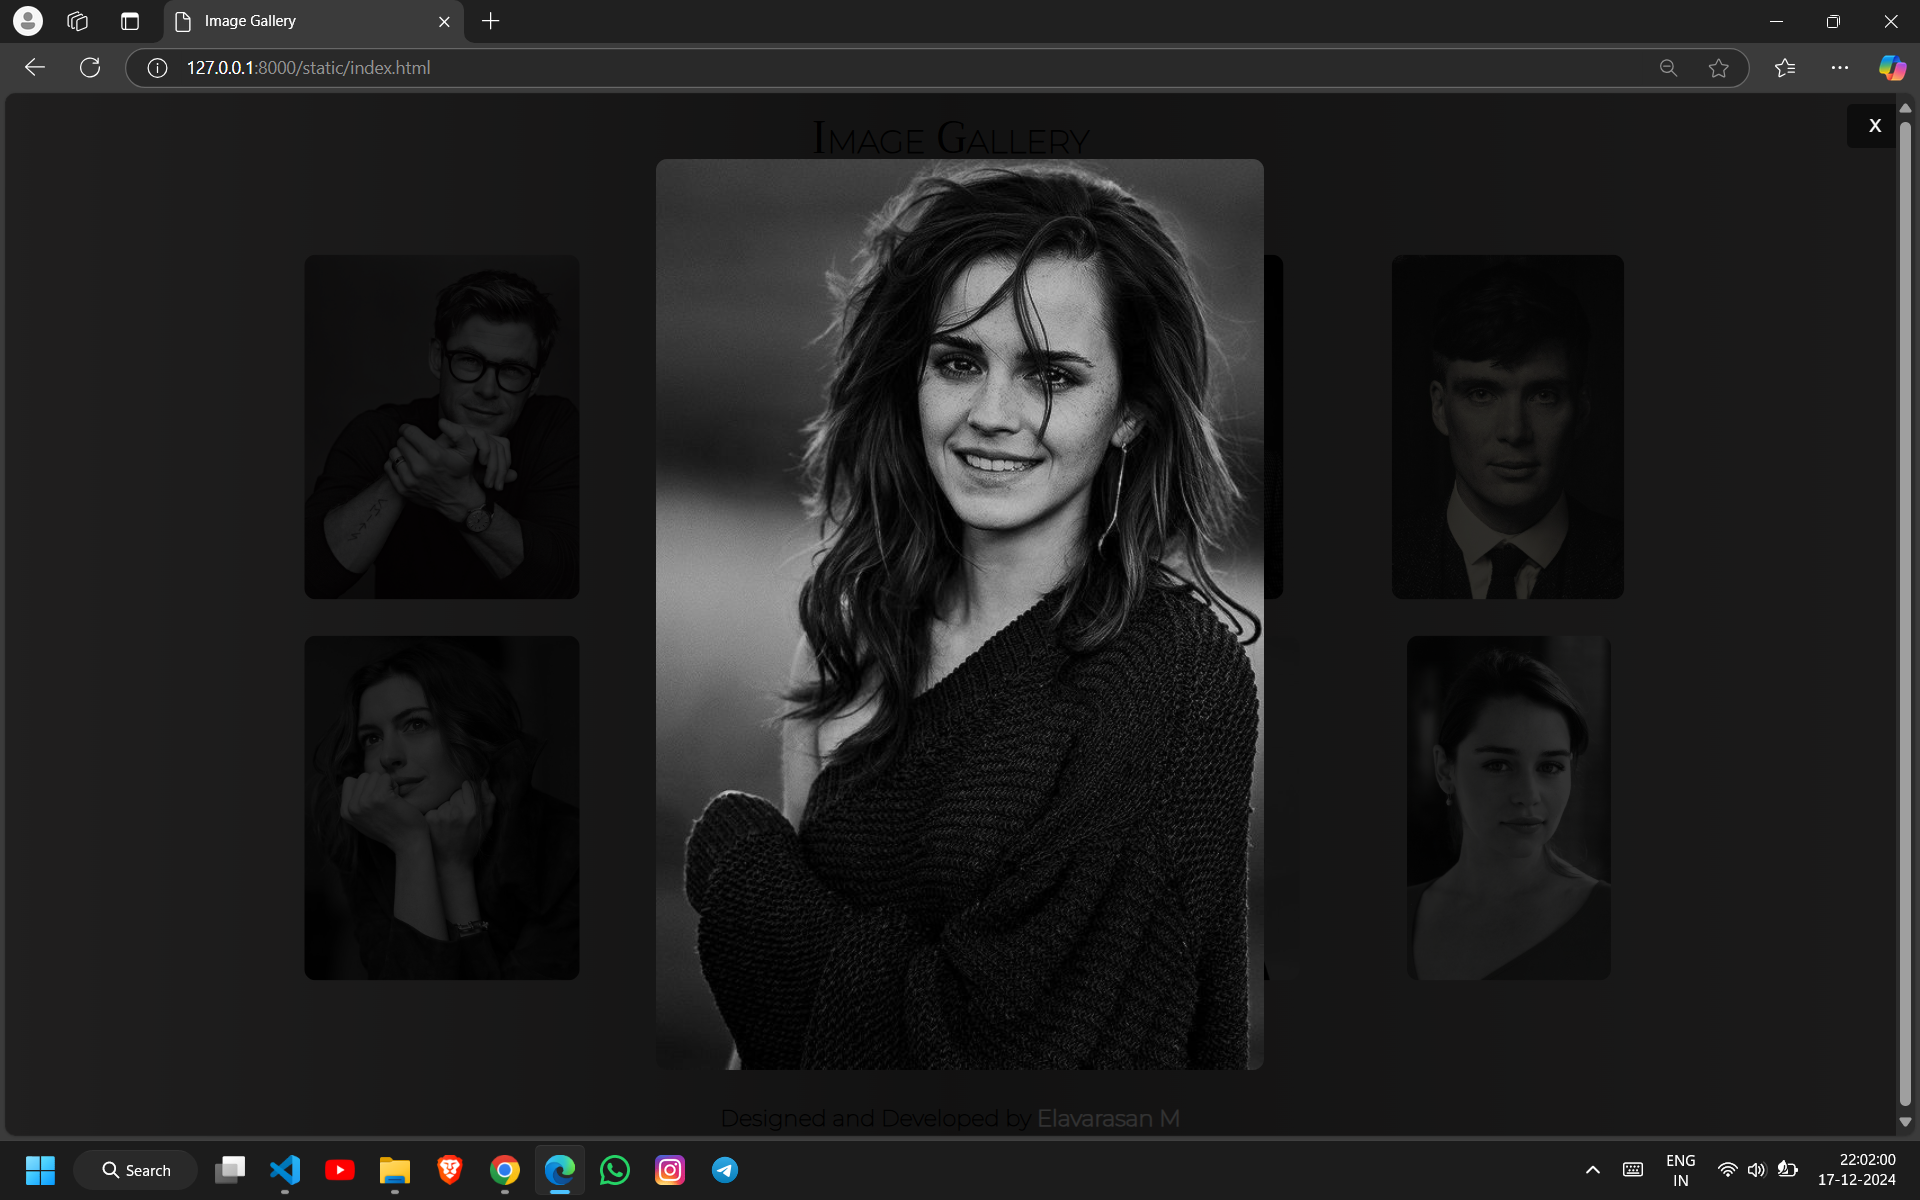 Image Gallery
127.0.0.1:8000/static/index.html
IMAGE GALLERY
X
Designed and Developed by Elavarasan M
Search
ENG
IN
22:02:00
17-12-2024